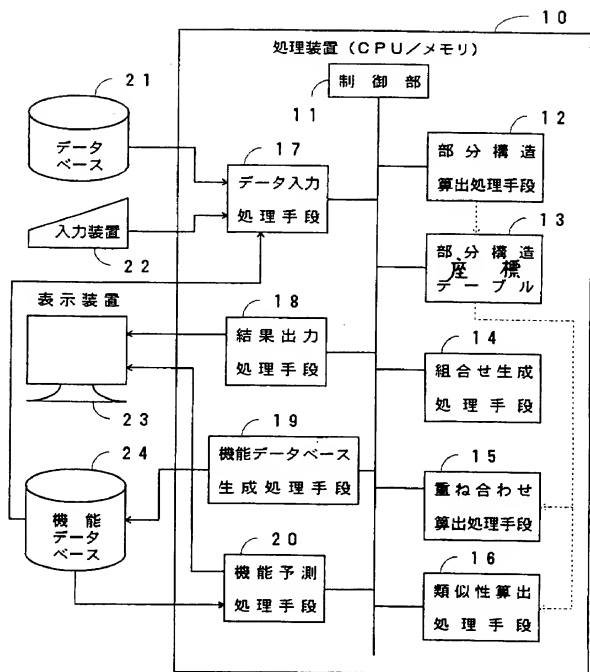 10
処理装置(CPU/メモリ)
制御部
11
21
データ
ベース
入力装置
22
17
データ入力
処理手段
12
部分構造
算出処理手段
13
部分構造
座標
テーブル
表示装置
23
18
結果出力
処理手段
14
組合せ生成
処理手段
19
機能データベース
生成処理手段
15
重ね合わせ
算出処理手段
24
機能
データ
ベース
20
機能予測
処理手段
16
類似性算出
処理手段